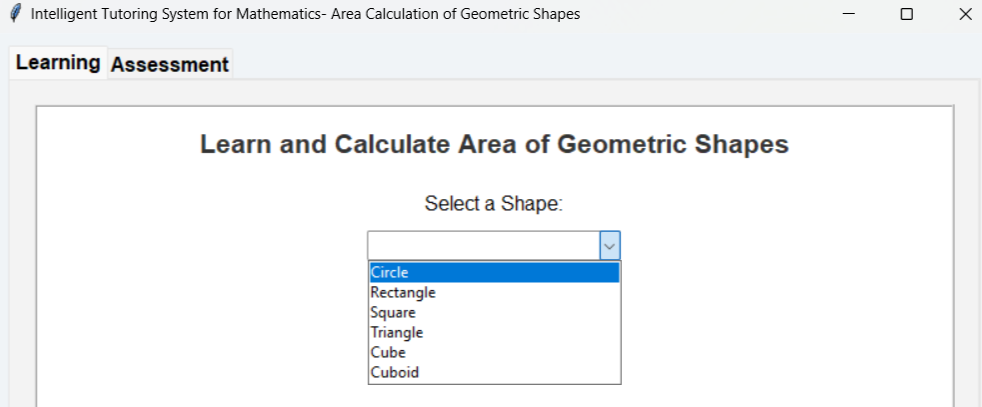 Intelligent Tutoring System for Mathematics- Area Calculation of Geometric Shapes
Learning Assessment
Learn and Calculate Area of Geometric Shapes
Select a Shape:
Circle
Rectangle
Square
Triangle
Cube
Cuboid